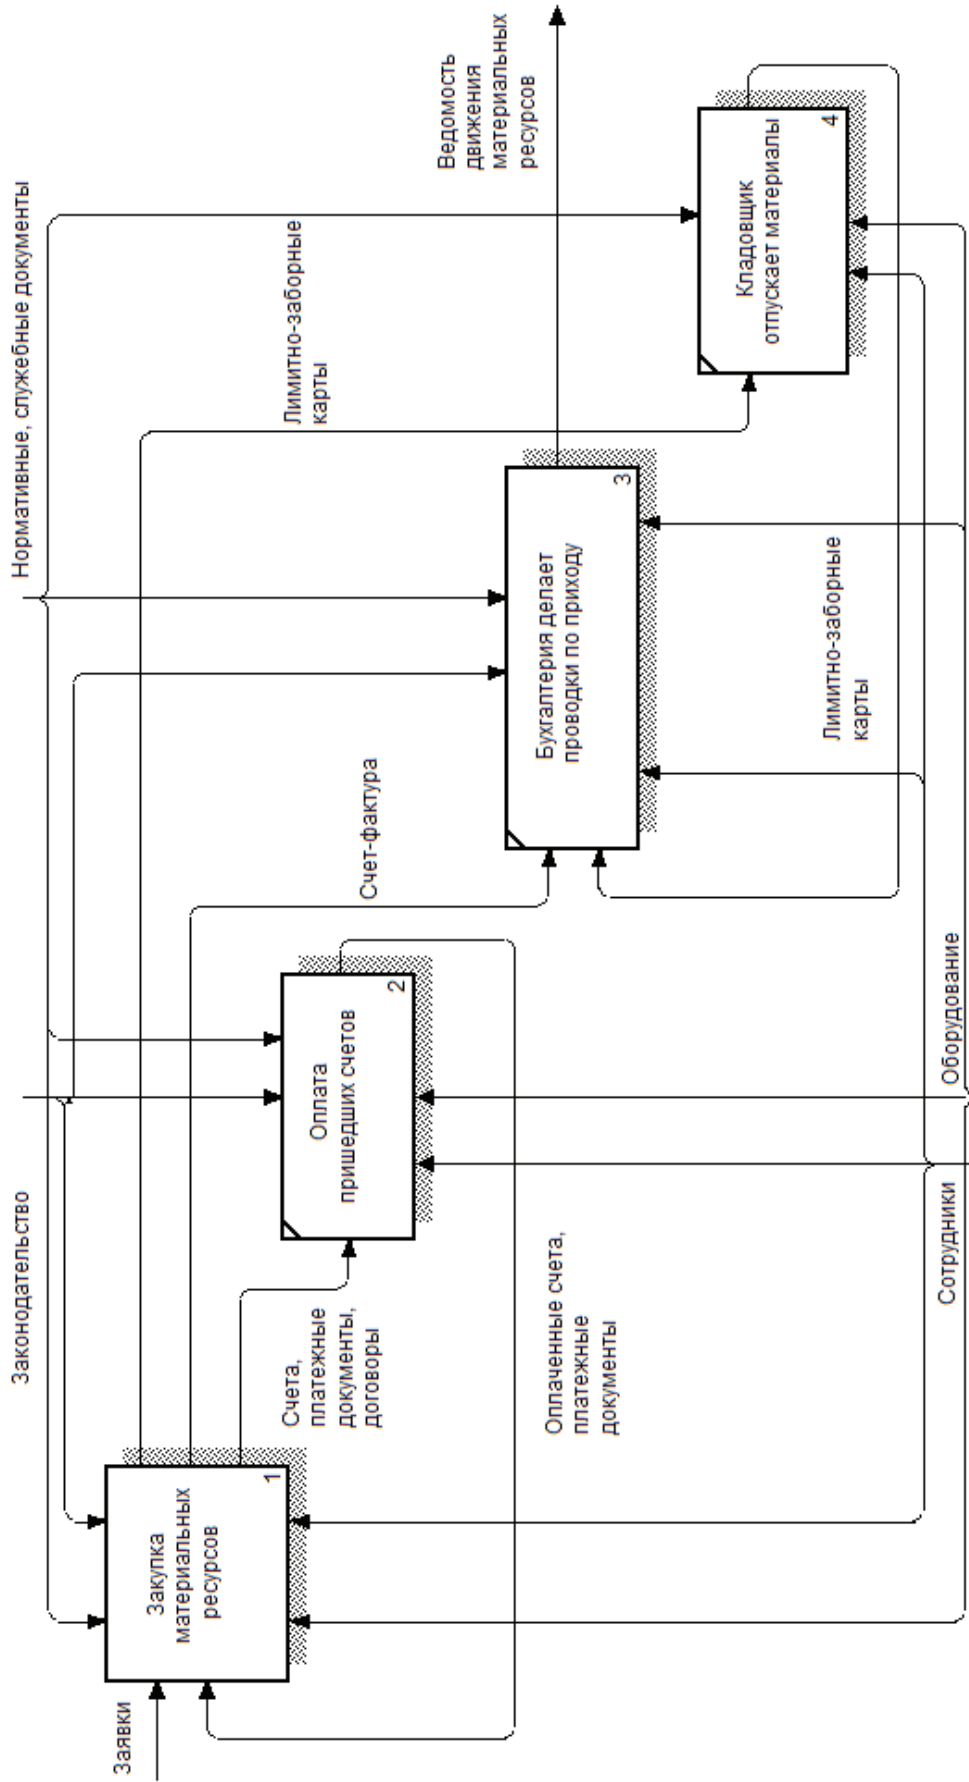 Законодательство
Нормативные, служебные документы
Заявки
Закупка
материальных
ресурсов
1
Счета,
платежные
документы,
договоры
Оплата
пришедших счетов
2
Счет-фактура
Лимитно-заборные
карты
Ведомость
движения
материальных
ресурсов
Бухгалтерия делает
проводки по приходу
3
Кладовщик
отпускает материалы
4
Оплаченные счета,
платежные
документы
Лимитно-заборные
карты
Сотрудники
Оборудование